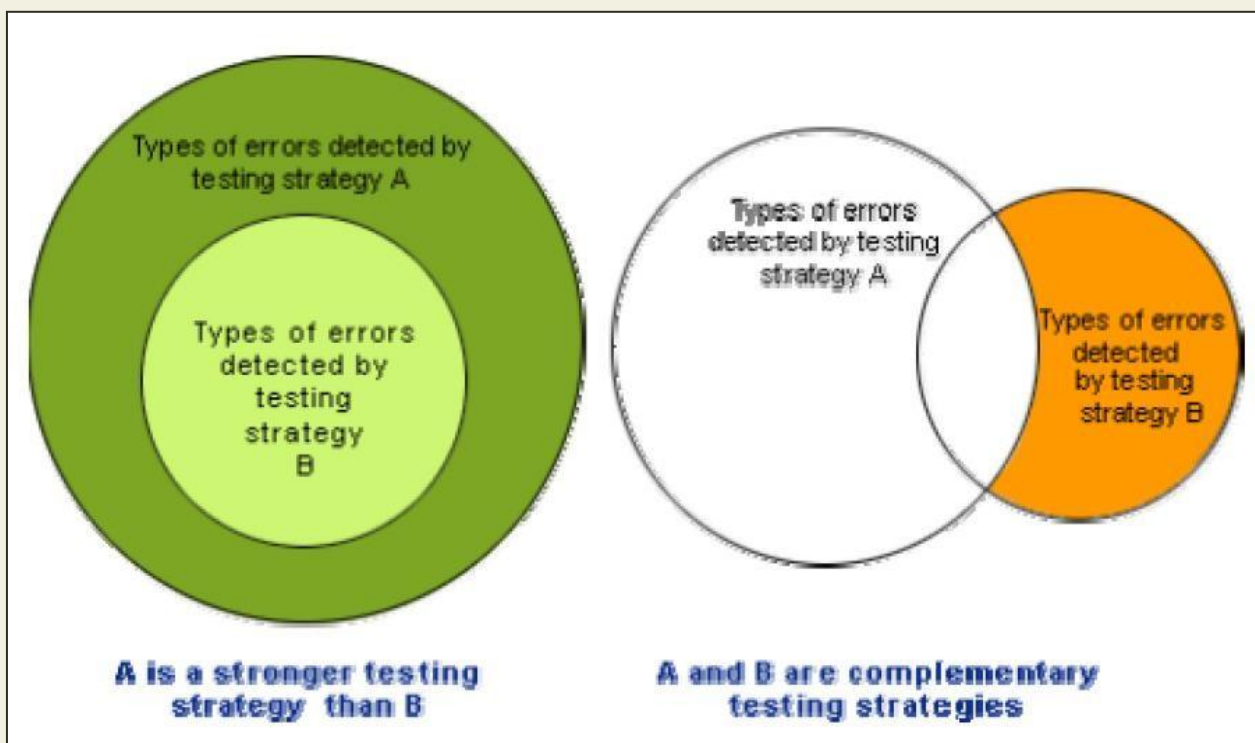 Types of errors detected by
testing strategy A
Types of errors
detected by
testing
strategy
B
A is a stronger testing
strategy than B
Types of errors
detected by testing
strategy A
Types of errors
detected
by testing
strategy B
A and B are complementary
testing strategies